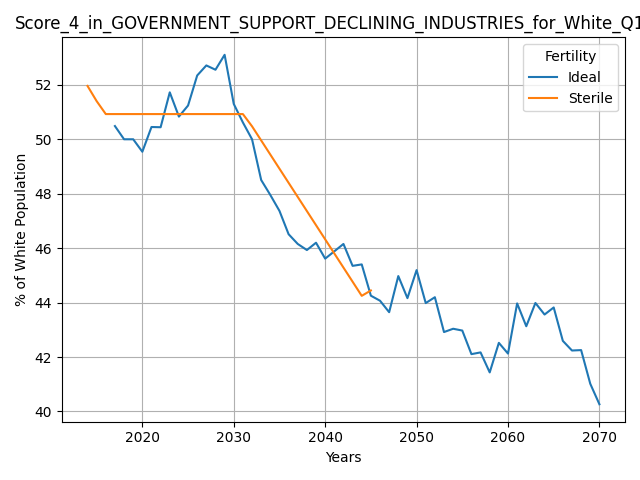 Score_4_in_GOVERNMENT_SUPPORT_DECLINING_INDUSTRIES_for_White_Q1
Fertility
Ideal
Sterile
% of White Population
52
50
48
46
44
42
40
2020 2030 2040 2050 2060 2070
Years